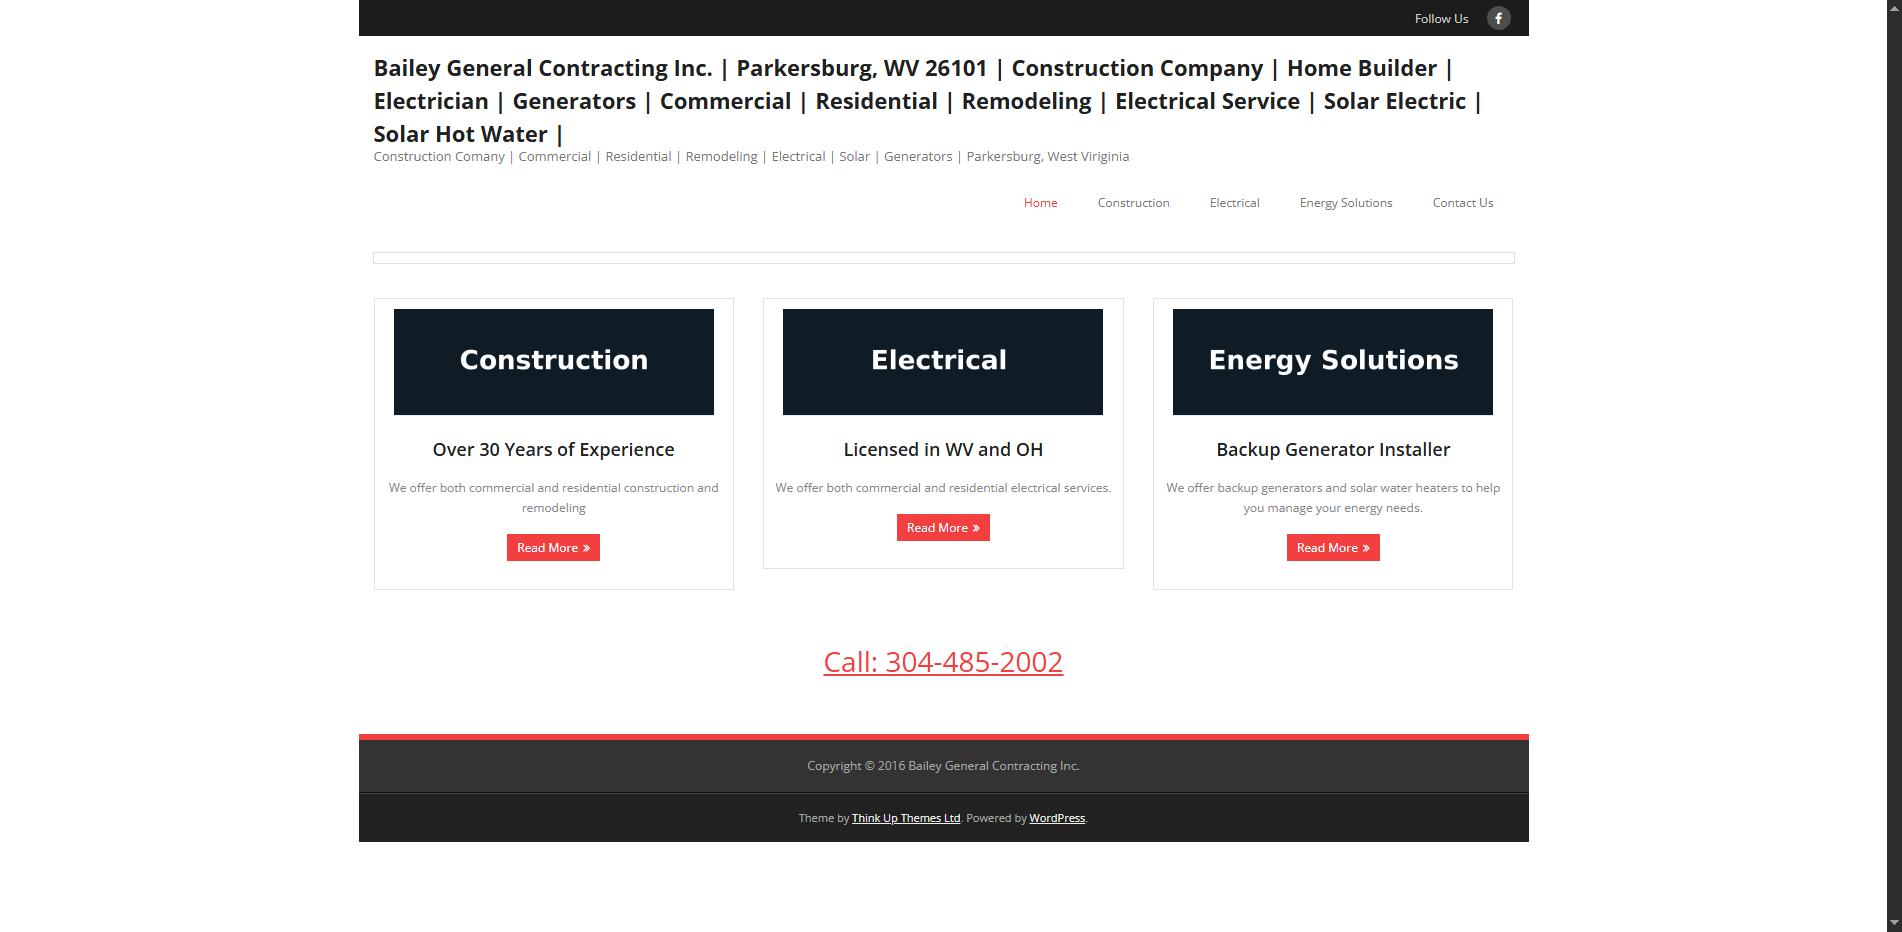 Follow Us
Bailey General Contracting Inc. | Parkersburg, WV 26101 | Construction Company | Home Builder |
Electrician | Generators | Commercial | Residential | Remodeling | Electrical Service | Solar Electric |
Solar Hot Water |
Construction Comany | Commercial | Residential | Remodeling | Electrical | Solar | Generators | Parkersburg, West Viriginia
Home Construction Electrical Energy Solutions Contact Us
Construction
Over 30 Years of Experience
We offer both commercial and residential construction and
remodeling
Read More »
Electrical
Licensed in WV and OH
We offer both commercial and residential electrical services.
Read More »
Energy Solutions
Backup Generator Installer
We offer backup generators and solar water heaters to help
you manage your energy needs.
Read More »
Call: 304-485-2002
Copyright © 2016 Bailey General Contracting Inc.
Theme by Think Up Themes Ltd. Powered by WordPress.